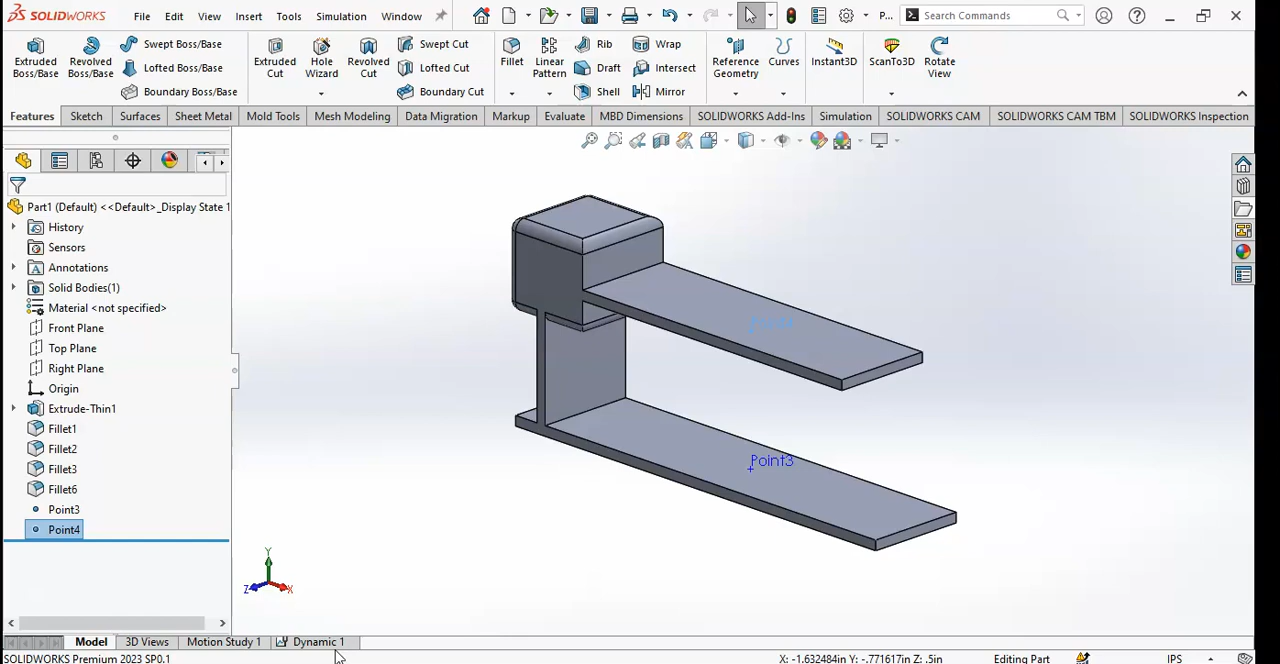 SOLIDWORKS File Edit View Insert Tools Simulation Window P... Search Commands
Extruded Boss/Base Revolved Boss/Base Swept Boss/Base Lofted Boss/Base Boundary Boss/Base Extruded Cut Hole Wizard Revolved Cut Swept Cut Lofted Cut Boundary Cut Fillet Linear Pattern Rib Draft Shell Wrap Intersect Mirror Reference Geometry Curves Instant3D ScanTo3D Rotate View
Features Sketch Surfaces Sheet Metal Mold Tools Mesh Modeling Data Migration Markup Evaluate MBD Dimensions SOLIDWORKS Add-Ins Simulation SOLIDWORKS CAM SOLIDWORKS CAM TBM SOLIDWORKS Inspection
Part1 (Default) <<Default>_Display State 1
History
Sensors
A Annotations
Solid Bodies(1)
Material <not specified>
Front Plane
Top Plane
Right Plane
Origin
Extrude-Thin1
Fillet1
Fillet2
Fillet3
Fillet6
Point3
Point4
Point3
Y
Z X
Model 3D Views Motion Study 1 Dynamic 1
SOLIDWORKS Premium 2023 SP0.1 X: -1.632484in Y: -.771617in Z: .5in Editing Part IPS